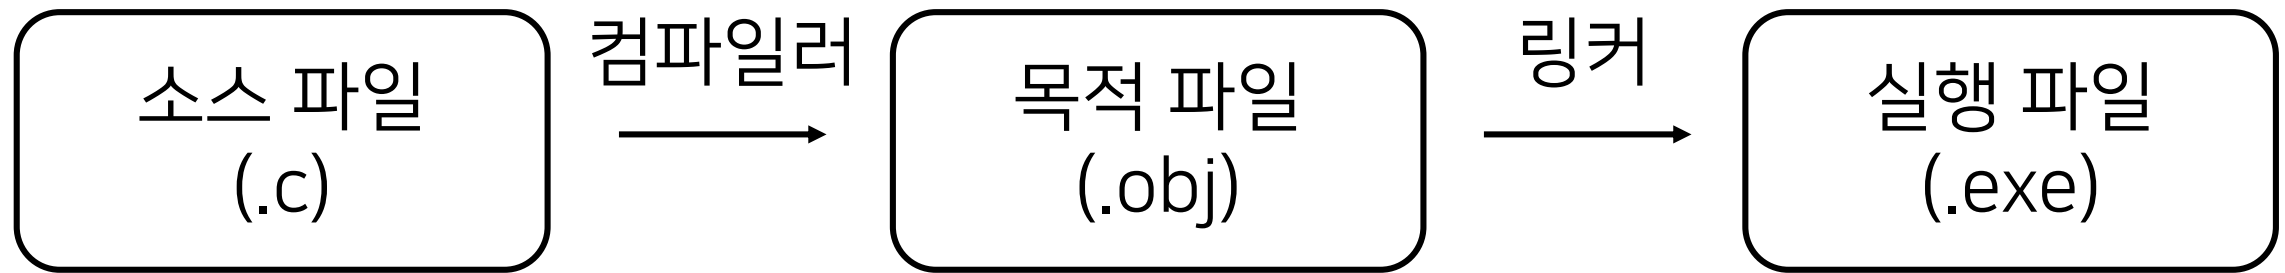 소스 파일
(.c)
컴파일러
목적 파일
(.obj)
링커
실행 파일
(.exe)